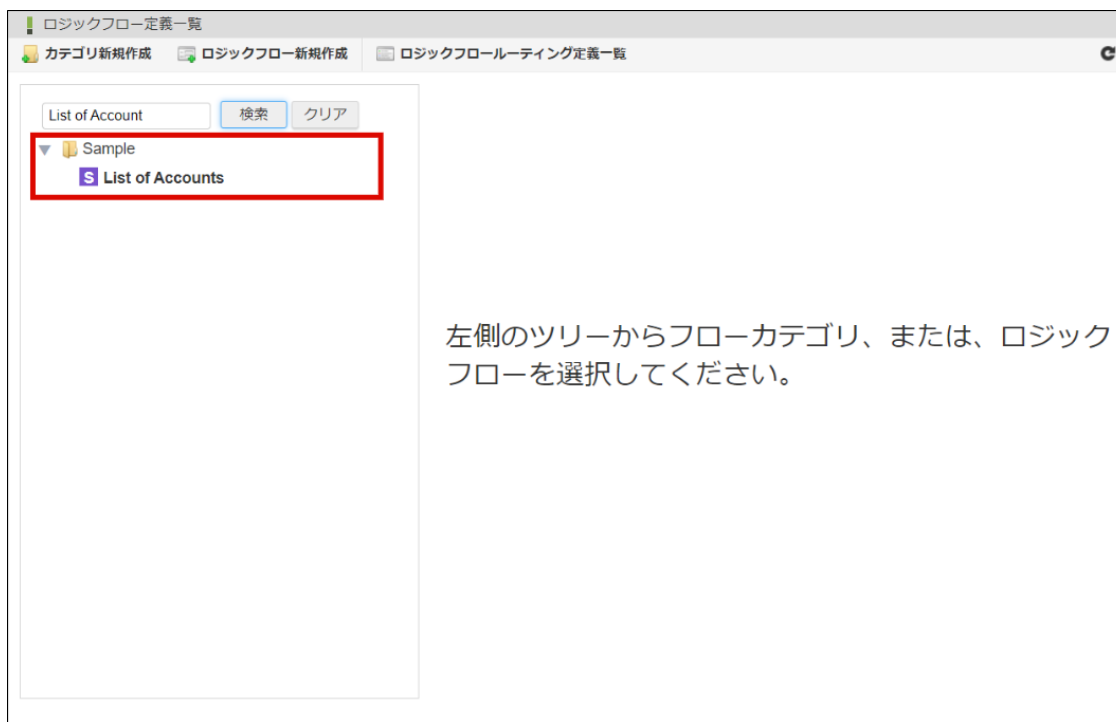 ロジックフロー定義一覧
カテゴリ新規作成 ロジックフロー新規作成 ロジックフロールーティング定義一覧
List of Account 検索 クリア
Sample
S List of Accounts
左側のツリーからフローカテゴリ、または、ロジック
フローを選択してください。